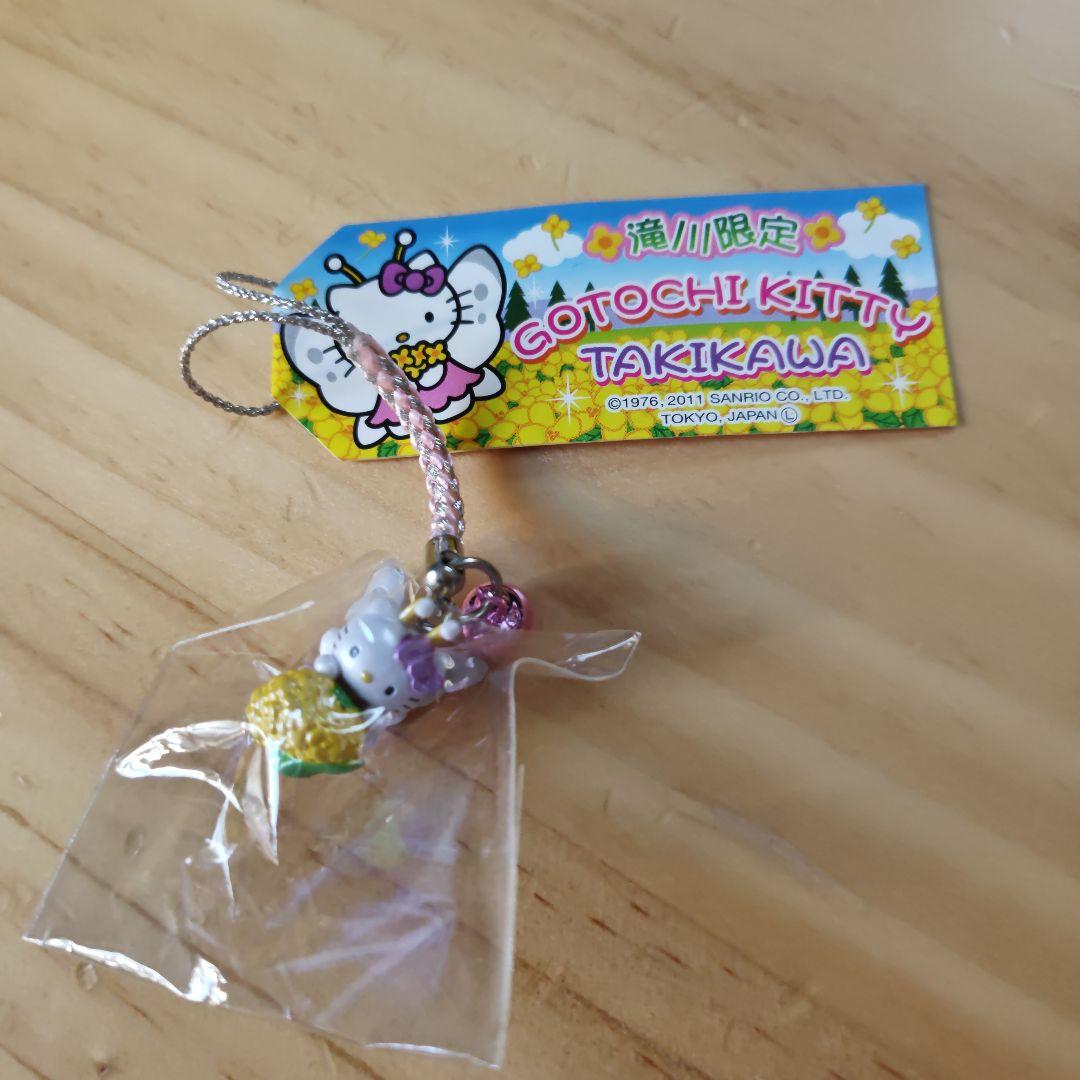 滝川限定
GOTOCHI KITTY
TAKIKAWA
©1976, 2011 SANRIO CO., LTD.
TOKYO, JAPAN Ⓛ